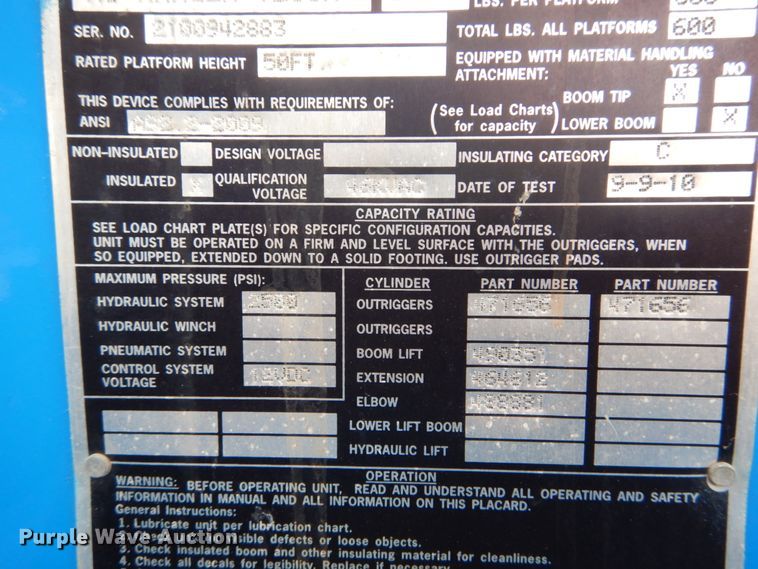 LBS. PER PLATFORM
SER. NO. 2100942883
TOTAL LBS. ALL PLATFORMS 600
RATED PLATFORM HEIGHT 50FT.
EQUIPPED WITH MATERIAL HANDLING
ATTACHMENT: YES NO
THIS DEVICE COMPLIES WITH REQUIREMENTS OF:
BOOM TIP X
ANSI
(See Load Charts for capacity)
LOWER BOOM X
NON-INSULATED DESIGN VOLTAGE INSULATING CATEGORY C
INSULATED X QUALIFICATION VOLTAGE 46KVAC DATE OF TEST 9-9-10
CAPACITY RATING
SEE LOAD CHART PLATE(S) FOR SPECIFIC CONFIGURATION CAPACITIES.
UNIT MUST BE OPERATED ON A FIRM AND LEVEL SURFACE WITH THE OUTRIGGERS, WHEN
SO EQUIPPED, EXTENDED DOWN TO A SOLID FOOTING. USE OUTRIGGER PADS.
MAXIMUM PRESSURE (PSI):
HYDRAULIC SYSTEM
HYDRAULIC WINCH
PNEUMATIC SYSTEM
CONTROL SYSTEM
VOLTAGE 12VDC
CYLINDER PART NUMBER PART NUMBER
OUTRIGGERS 471656 471656
OUTRIGGERS
BOOM LIFT
EXTENSION
ELBOW
LOWER LIFT BOOM
HYDRAULIC LIFT
OPERATION
WARNING: BEFORE OPERATING UNIT, READ AND UNDERSTAND ALL OPERATING AND SAFETY
INFORMATION IN MANUAL AND ALL INFORMATION ON THIS PLACARD.
General Instructions:
1. Lubricate unit per lubrication chart.
defects or loose objects.
3. Check insulated boom and other insulating material for cleanliness.
4. Check all decals for legibility. Replace if necessary.
Purple Wave Auction